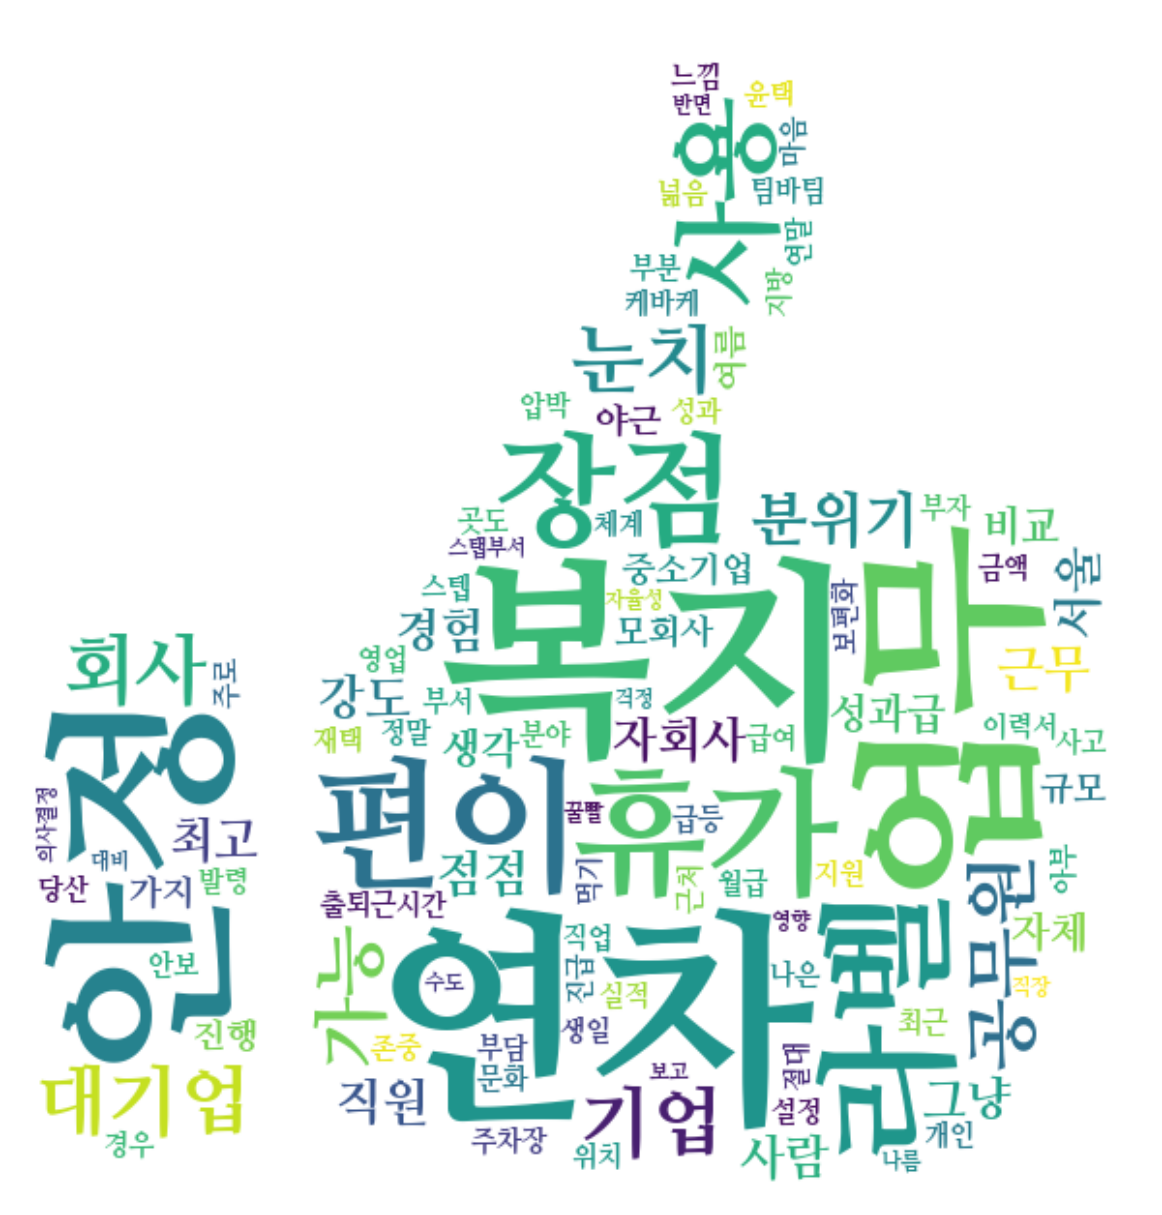 느낌
반면
윤택
사용
마음
넓음
팀바팀
연말
부분
지방
케바케
눈치
여름
압박
야근
성과
장점
곳도
체계
분위기
부자
비교
스탭부서
중소기업
업무
금액
서울
복지
스텝
자율성
보편화
경험
모회사
회사
주로
영업
근무
강도
부서
걱정
성과급
이력서
사고
재택
정말
생각
분야
자회사
급여
안정
편이
휴가
꿀빨
급등
규모
의사결정
최고
대비
점점
먹기
근처
월급
지원
아부
당산
가지
발령
출퇴근시간
연차
영향
라벨
공무원
자체
가능
직업
안보
수도
진급
실적
나은
직장
진행
존중
부담
생일
최근
대기업
직원
문화
기업
보고
절대
설정
그냥
경우
주차장
위치
사람
개인
나름